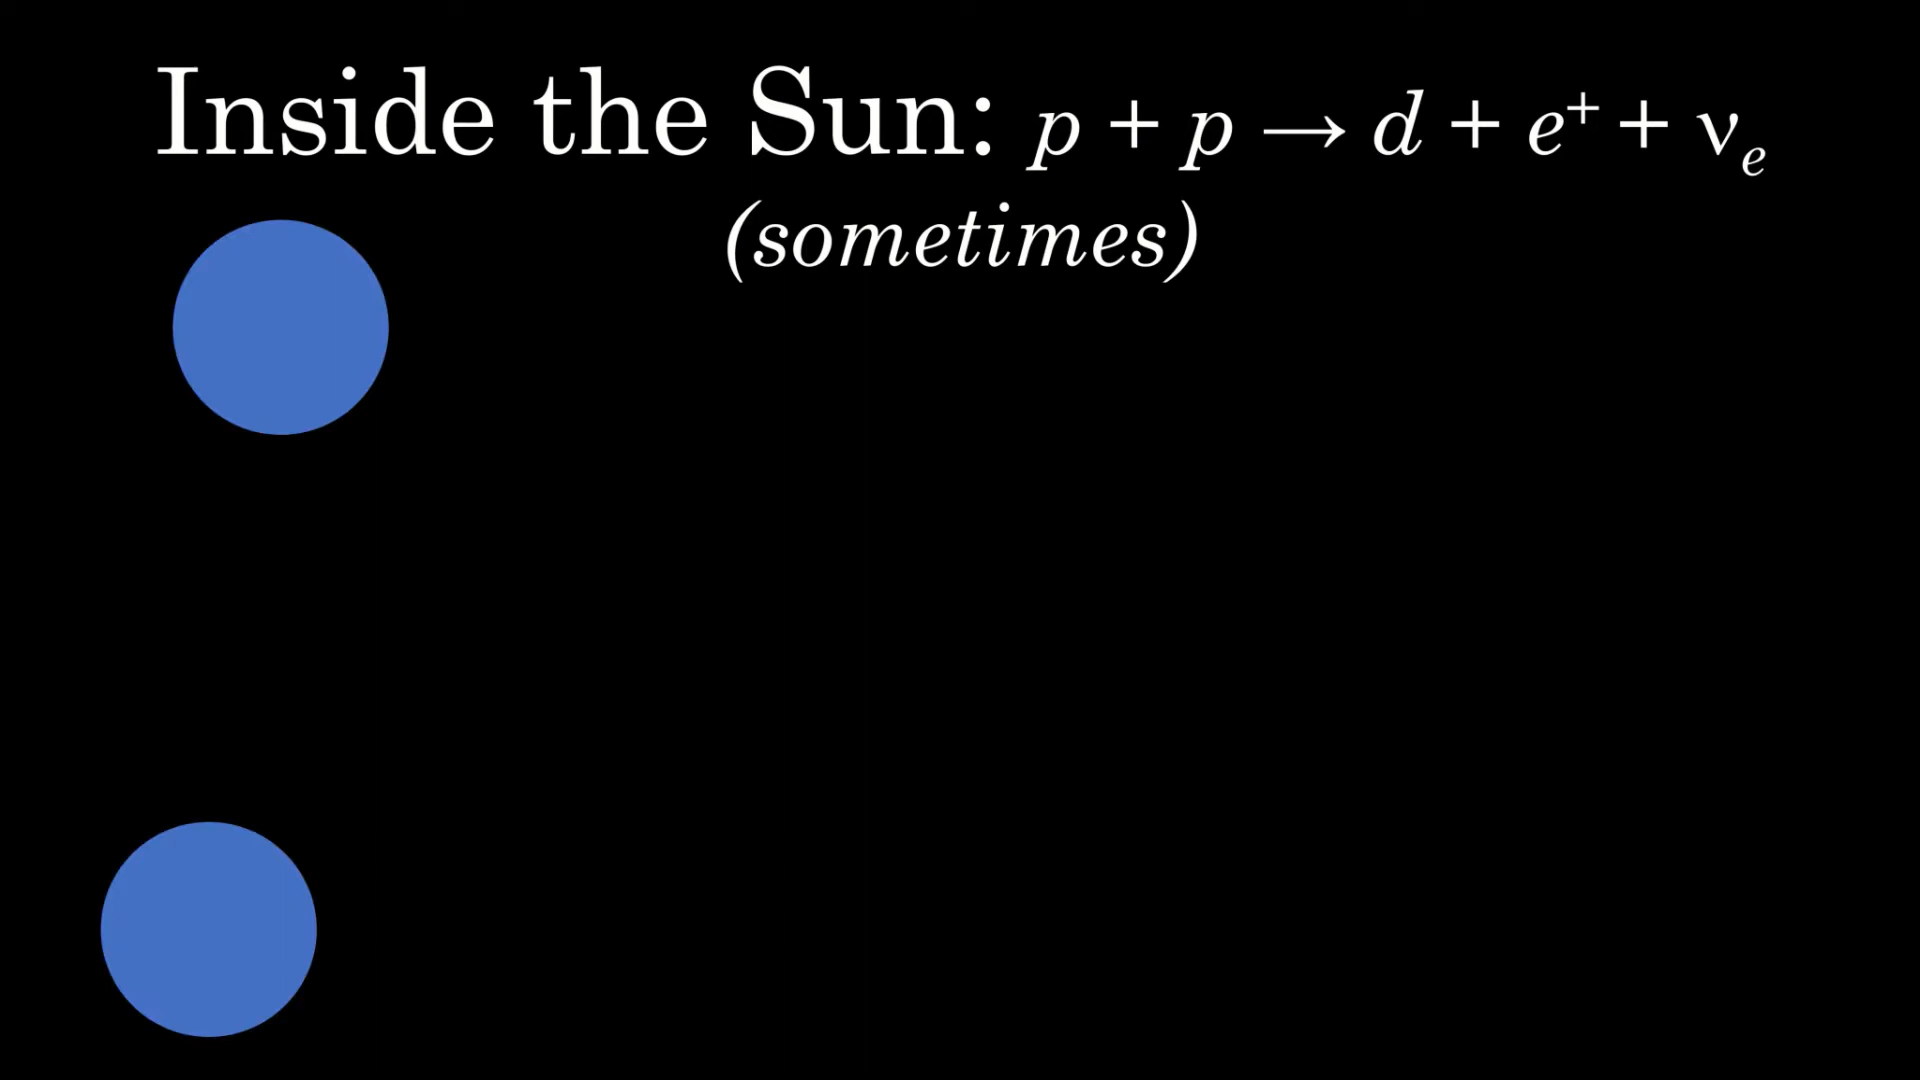 Inside the Sun: p + p → d + e⁺ + νₑ
(sometimes)